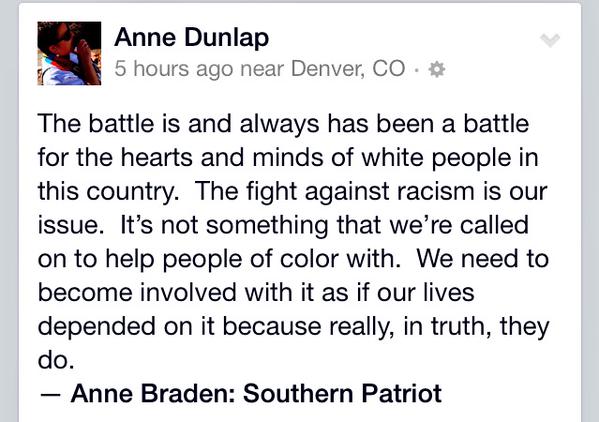 Anne Dunlap
5 hours ago near Denver, CO ·
The battle is and always has been a battle
for the hearts and minds of white people in
this country.  The fight against racism is our
issue.  It's not something that we're called
on to help people of color with.  We need to
become involved with it as if our lives
depended on it because really, in truth, they
do.
— Anne Braden: Southern Patriot